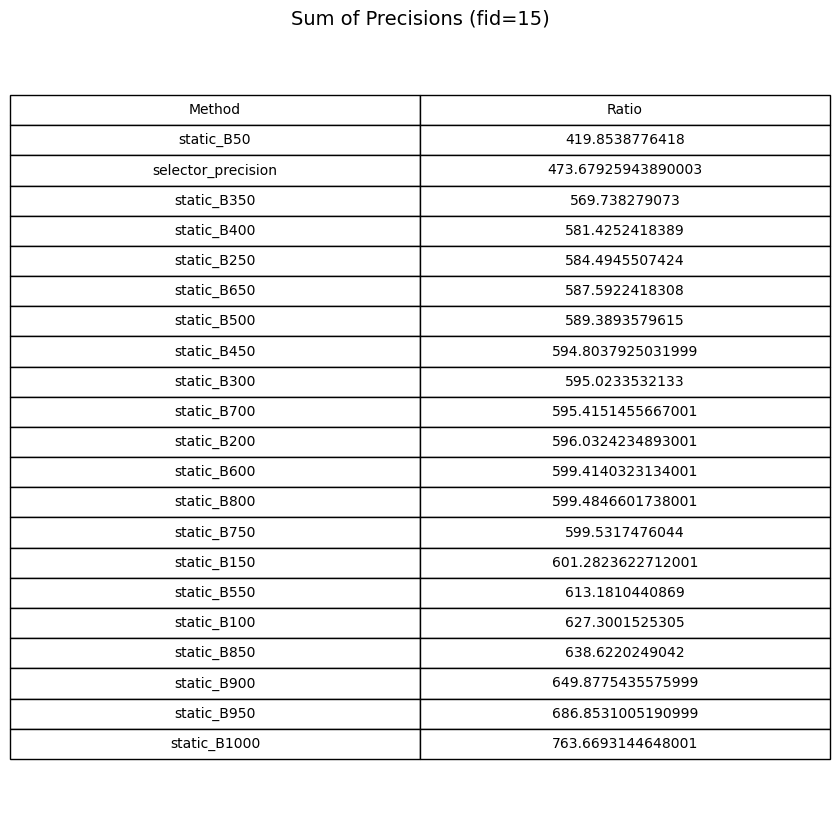 Sum of Precisions (fid=15)
Method Ratio
static_B50 419.8538776418
selector_precision 473.67925943890003
static_B350 569.738279073
static_B400 581.4252418389
static_B250 584.4945507424
static_B650 587.5922418308
static_B500 589.3893579615
static_B450 594.8037925031999
static_B300 595.0233532133
static_B700 595.4151455667001
static_B200 596.0324234893001
static_B600 599.4140323134001
static_B800 599.4846601738001
static_B750 599.5317476044
static_B150 601.2823622712001
static_B550 613.1810440869
static_B100 627.3001525305
static_B850 638.6220249042
static_B900 649.8775435575999
static_B950 686.8531005190999
static_B1000 763.6693144648001